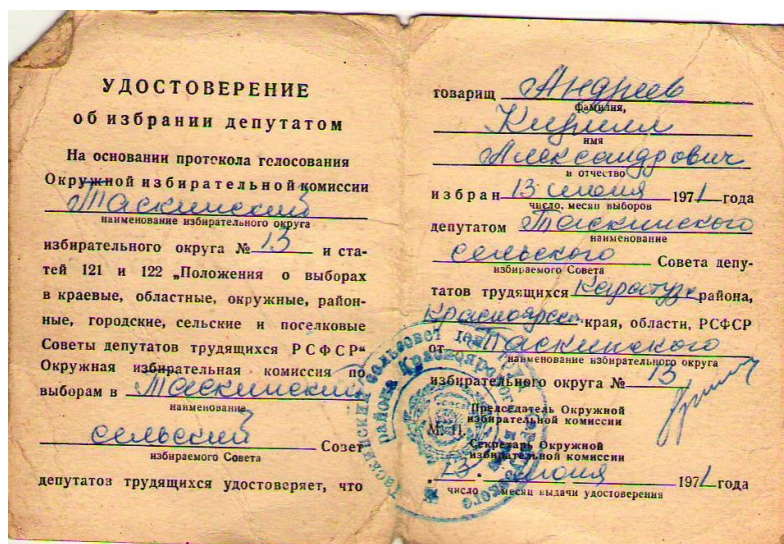 УДОСТОВЕРЕНИЕ
об избрании депутатом
На основании протокола голосования
Окружной избирательной комиссии
Таскинский
наименование избирательного округа
избирательного округа № 13 и ста-
тей 121 и 122 „Положения о выборах
в краевые, областные, окружные, район-
ные, городские, сельские и поселковые
Советы депутатов трудящихся РСФСР“
Окружная избирательная комиссия по
выборам в Таскинский
наименование
сельский Совет
избираемого Совета
депутатов трудящихся удостоверяет, что
товарищ Андреев
фамилия,
Кирилл
имя
Александрович
и отчество
избран 13 июня 1971 года
число, месяц выборов
депутатом Таскинского
наименование
сельского Совета депу-
избираемого Совета
татов трудящихся Каратуз района,
Красноярск края, области, РСФСР
от Таскинского
наименование избирательного округа
избирательного округа № 13
Председатель Окружной
избирательной комиссии
М. П.
Секретарь Окружной
избирательной комиссии
„13“ июня 1971 года
число месяц выдачи удостоверения
Таскинский сельсовет
района Красноярского